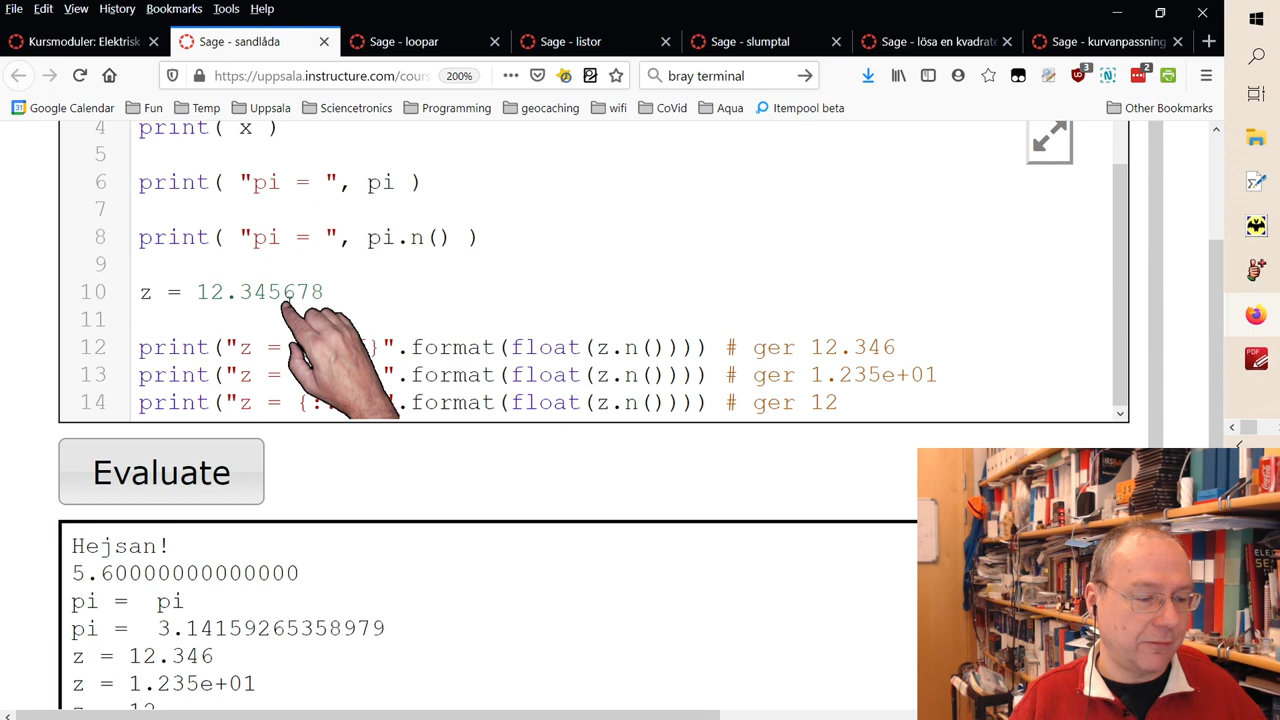 File Edit View History Bookmarks Tools Help
Kursmoduler: Elektrisk
Sage - sandlåda
Sage - loopar
Sage - listor
Sage - slumptal
Sage - lösa en kvadrate
Sage - kurvanpassning
https://uppsala.instructure.com/cours 200% bray terminal
Google Calendar Fun Temp Uppsala Sciencetronics Programming geocaching wifi CoVid Aqua Itempool beta Other Bookmarks
4 print( x )
5
6 print( "pi = ", pi )
7
8 print( "pi = ", pi.n() )
9
10 z = 12.345678
11
12 print("z = }".format(float(z.n()))) # ger 12.346
13 print("z = ".format(float(z.n()))) # ger 1.235e+01
14 print("z = {: ".format(float(z.n()))) # ger 12
Evaluate
Hejsan!
5.60000000000000
pi = pi
pi = 3.14159265358979
z = 12.346
z = 1.235e+01
z = 12